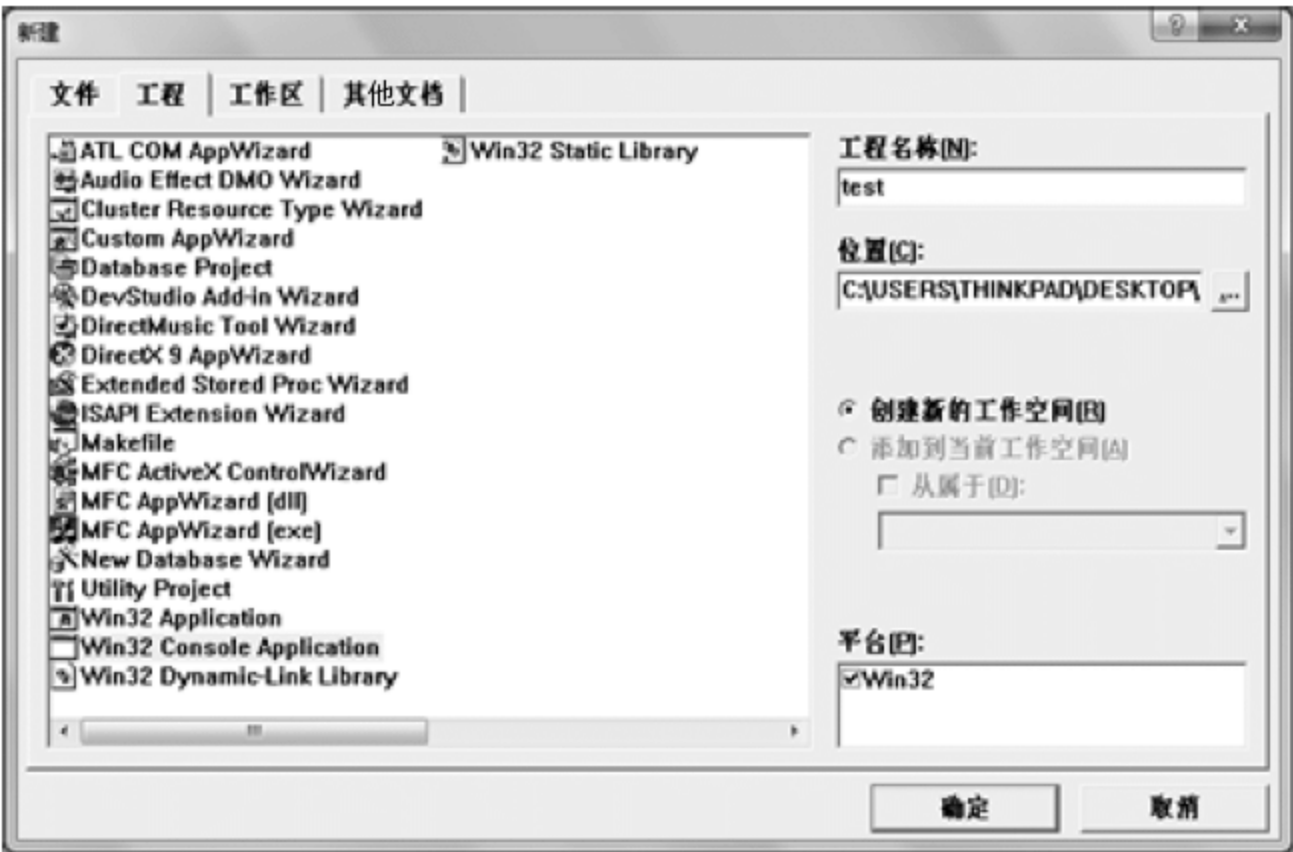 新建
文件 工程 工作区 其他文档
ATL COM AppWizard
Audio Effect DMO Wizard
Cluster Resource Type Wizard
Custom AppWizard
Database Project
DevStudio Add-in Wizard
DirectMusic Tool Wizard
DirectX 9 AppWizard
Extended Stored Proc Wizard
ISAPI Extension Wizard
Makefile
MFC ActiveX ControlWizard
MFC AppWizard (dll)
MFC AppWizard (exe)
New Database Wizard
Utility Project
Win32 Application
Win32 Console Application
Win32 Dynamic-Link Library
Win32 Static Library
工程名称(N):
test
位置(C):
C:\USERS\THINKPAD\DESKTOP\
...
创建新的工作空间(R)
添加到当前工作空间(A)
从属于(D):
平台(P):
Win32
确定 取消